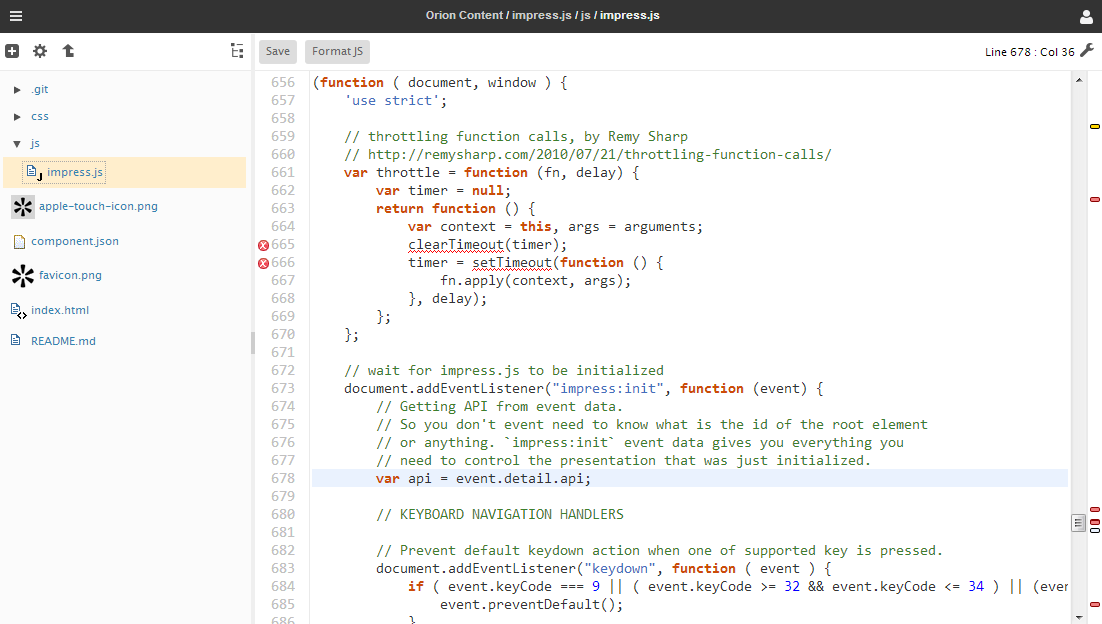 Orion Content / impress.js / js / impress.js
Save
Format JS
Line 678 : Col 36
.git
css
js
impress.js
apple-touch-icon.png
component.json
favicon.png
index.html
README.md
656 (function ( document, window ) {
657     'use strict';
658
659     // throttling function calls, by Remy Sharp
660     // http://remysharp.com/2010/07/21/throttling-function-calls/
661     var throttle = function (fn, delay) {
662         var timer = null;
663         return function () {
664             var context = this, args = arguments;
665             clearTimeout(timer);
666             timer = setTimeout(function () {
667                 fn.apply(context, args);
668             }, delay);
669         };
670     };
671
672     // wait for impress.js to be initialized
673     document.addEventListener("impress:init", function (event) {
674         // Getting API from event data.
675         // So you don't event need to know what is the id of the root element
676         // or anything. `impress:init` event data gives you everything you
677         // need to control the presentation that was just initialized.
678         var api = event.detail.api;
679
680         // KEYBOARD NAVIGATION HANDLERS
681
682         // Prevent default keydown action when one of supported key is pressed.
683         document.addEventListener("keydown", function ( event ) {
684             if ( event.keyCode === 9 || ( event.keyCode >= 32 && event.keyCode <= 34 ) || (ever
685                 event.preventDefault();
686             }